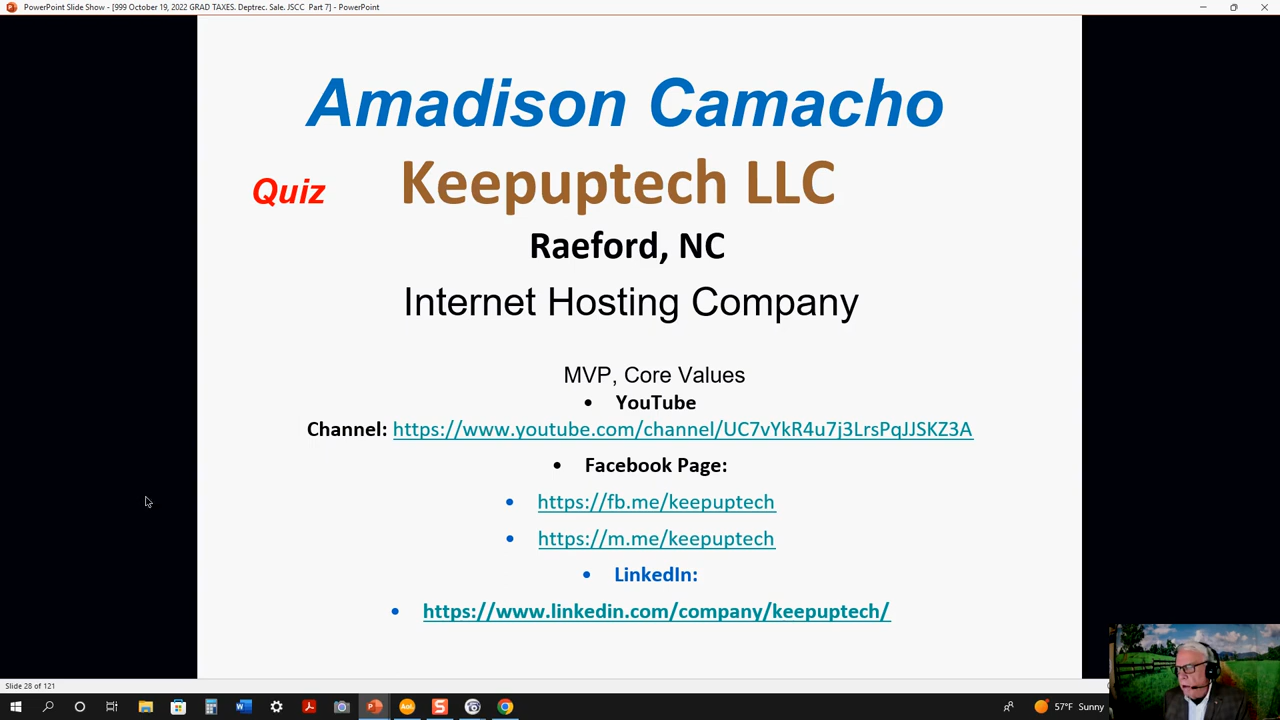 PowerPoint Slide Show - [999 October 19, 2022 GRAD TAXES. Deptrec. Sale. JSCC Part 7] - PowerPoint
Amadison Camacho
Quiz Keepuptech LLC
Raeford, NC
Internet Hosting Company
MVP, Core Values
• YouTube
Channel: https://www.youtube.com/channel/UC7vYkR4u7j3LrsPqJJSKZ3A
• Facebook Page:
• https://fb.me/keepuptech
• https://m.me/keepuptech
• LinkedIn:
• https://www.linkedin.com/company/keepuptech/
Slide 28 of 121
57°F Sunny